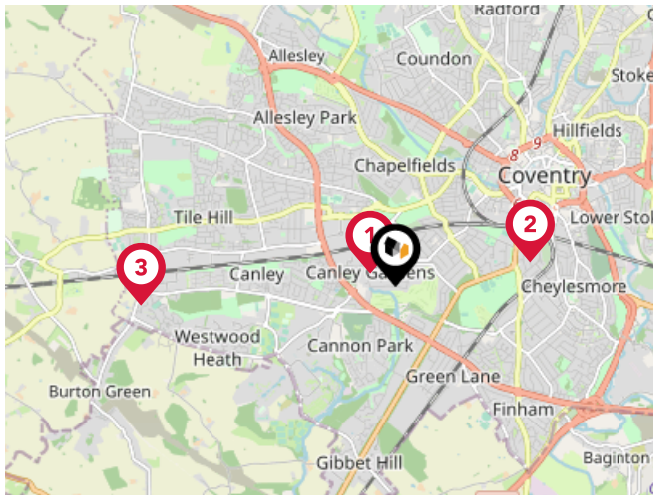 Radford
Allesley
Coundon
Stoke
Allesley Park
Hillfields
9
8
Chapelfields
Coventry
Tile Hill
2
Lower Stok
1
3
Canley
Canley Gardens
Cheylesmore
Westwood
Heath
Cannon Park
Burton Green
Green Lane
Finham
Gibbet Hill
Baginton